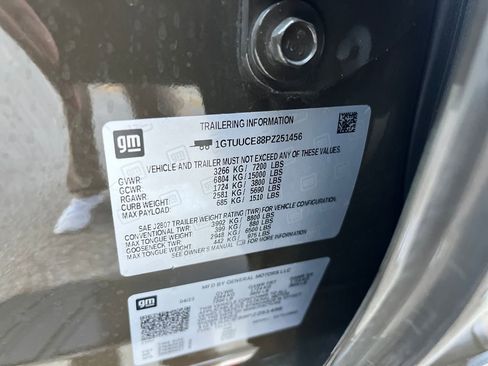 TRAILERING INFORMATION
gm
1GTUUCE88PZ251456
VEHICLE AND TRAILER MUST NOT EXCEED ANY OF THESE VALUES.
GVWR: 3266 KG/ 7200 LBS
GCWR: 6804 KG/15000 LBS
RGAWR: 1724 KG/ 3800 LBS
CURB WEIGHT: 2581 KG/ 5690 LBS
MAX PAYLOAD: 685 KG/ 1510 LBS
SAE J2807 TRAILER WEIGHT RATING (TWR) FOR VEHICLE CONFIGURATION.
CONVENTIONAL TWR: 3992 KG/ 8800 LBS
MAX TONGUE WEIGHT: 399 KG/ 880 LBS
GOOSENECK TWR: 2948 KG/ 6500 LBS
MAX TONGUE WEIGHT: 442 KG/ 975 LBS
SEE OWNER'S MANUAL FOR MORE INFORMATION.
gm
MFD BY GENERAL MOTORS LLC
04/23
GVWR